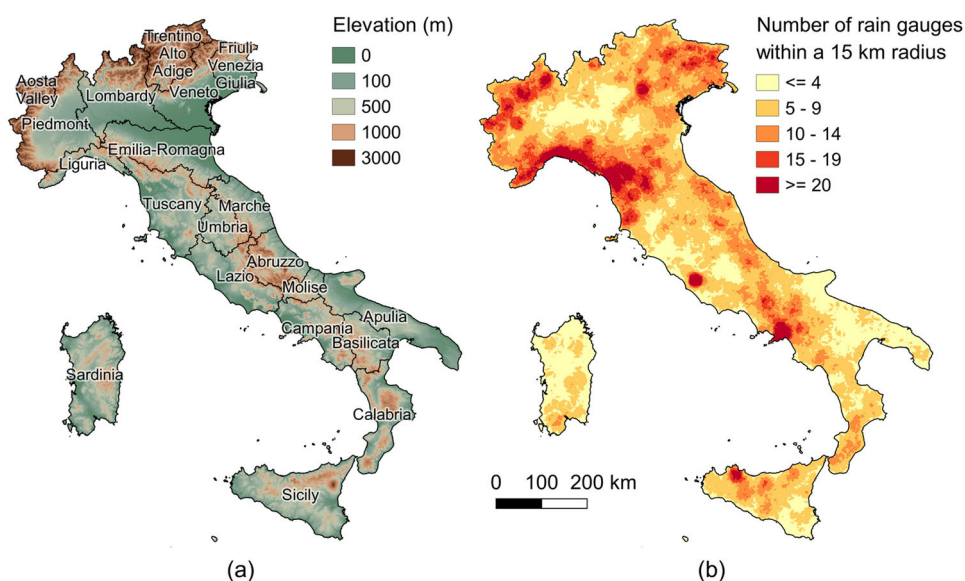 Elevation (m)
0
100
500
1000
3000
Trentino
Alto
Adige
Friuli
Venezia
Giulia
Aosta
Valley
Lombardy
Veneto
Piedmont
Emilia-Romagna
Liguria
Tuscany
Marche
Umbria
Abruzzo
Lazio
Molise
Apulia
Campania
Basilicata
Sardinia
Calabria
Sicily
(a)
Number of rain gauges
within a 15 km radius
<= 4
5 - 9
10 - 14
15 - 19
>= 20
0 100 200 km
(b)